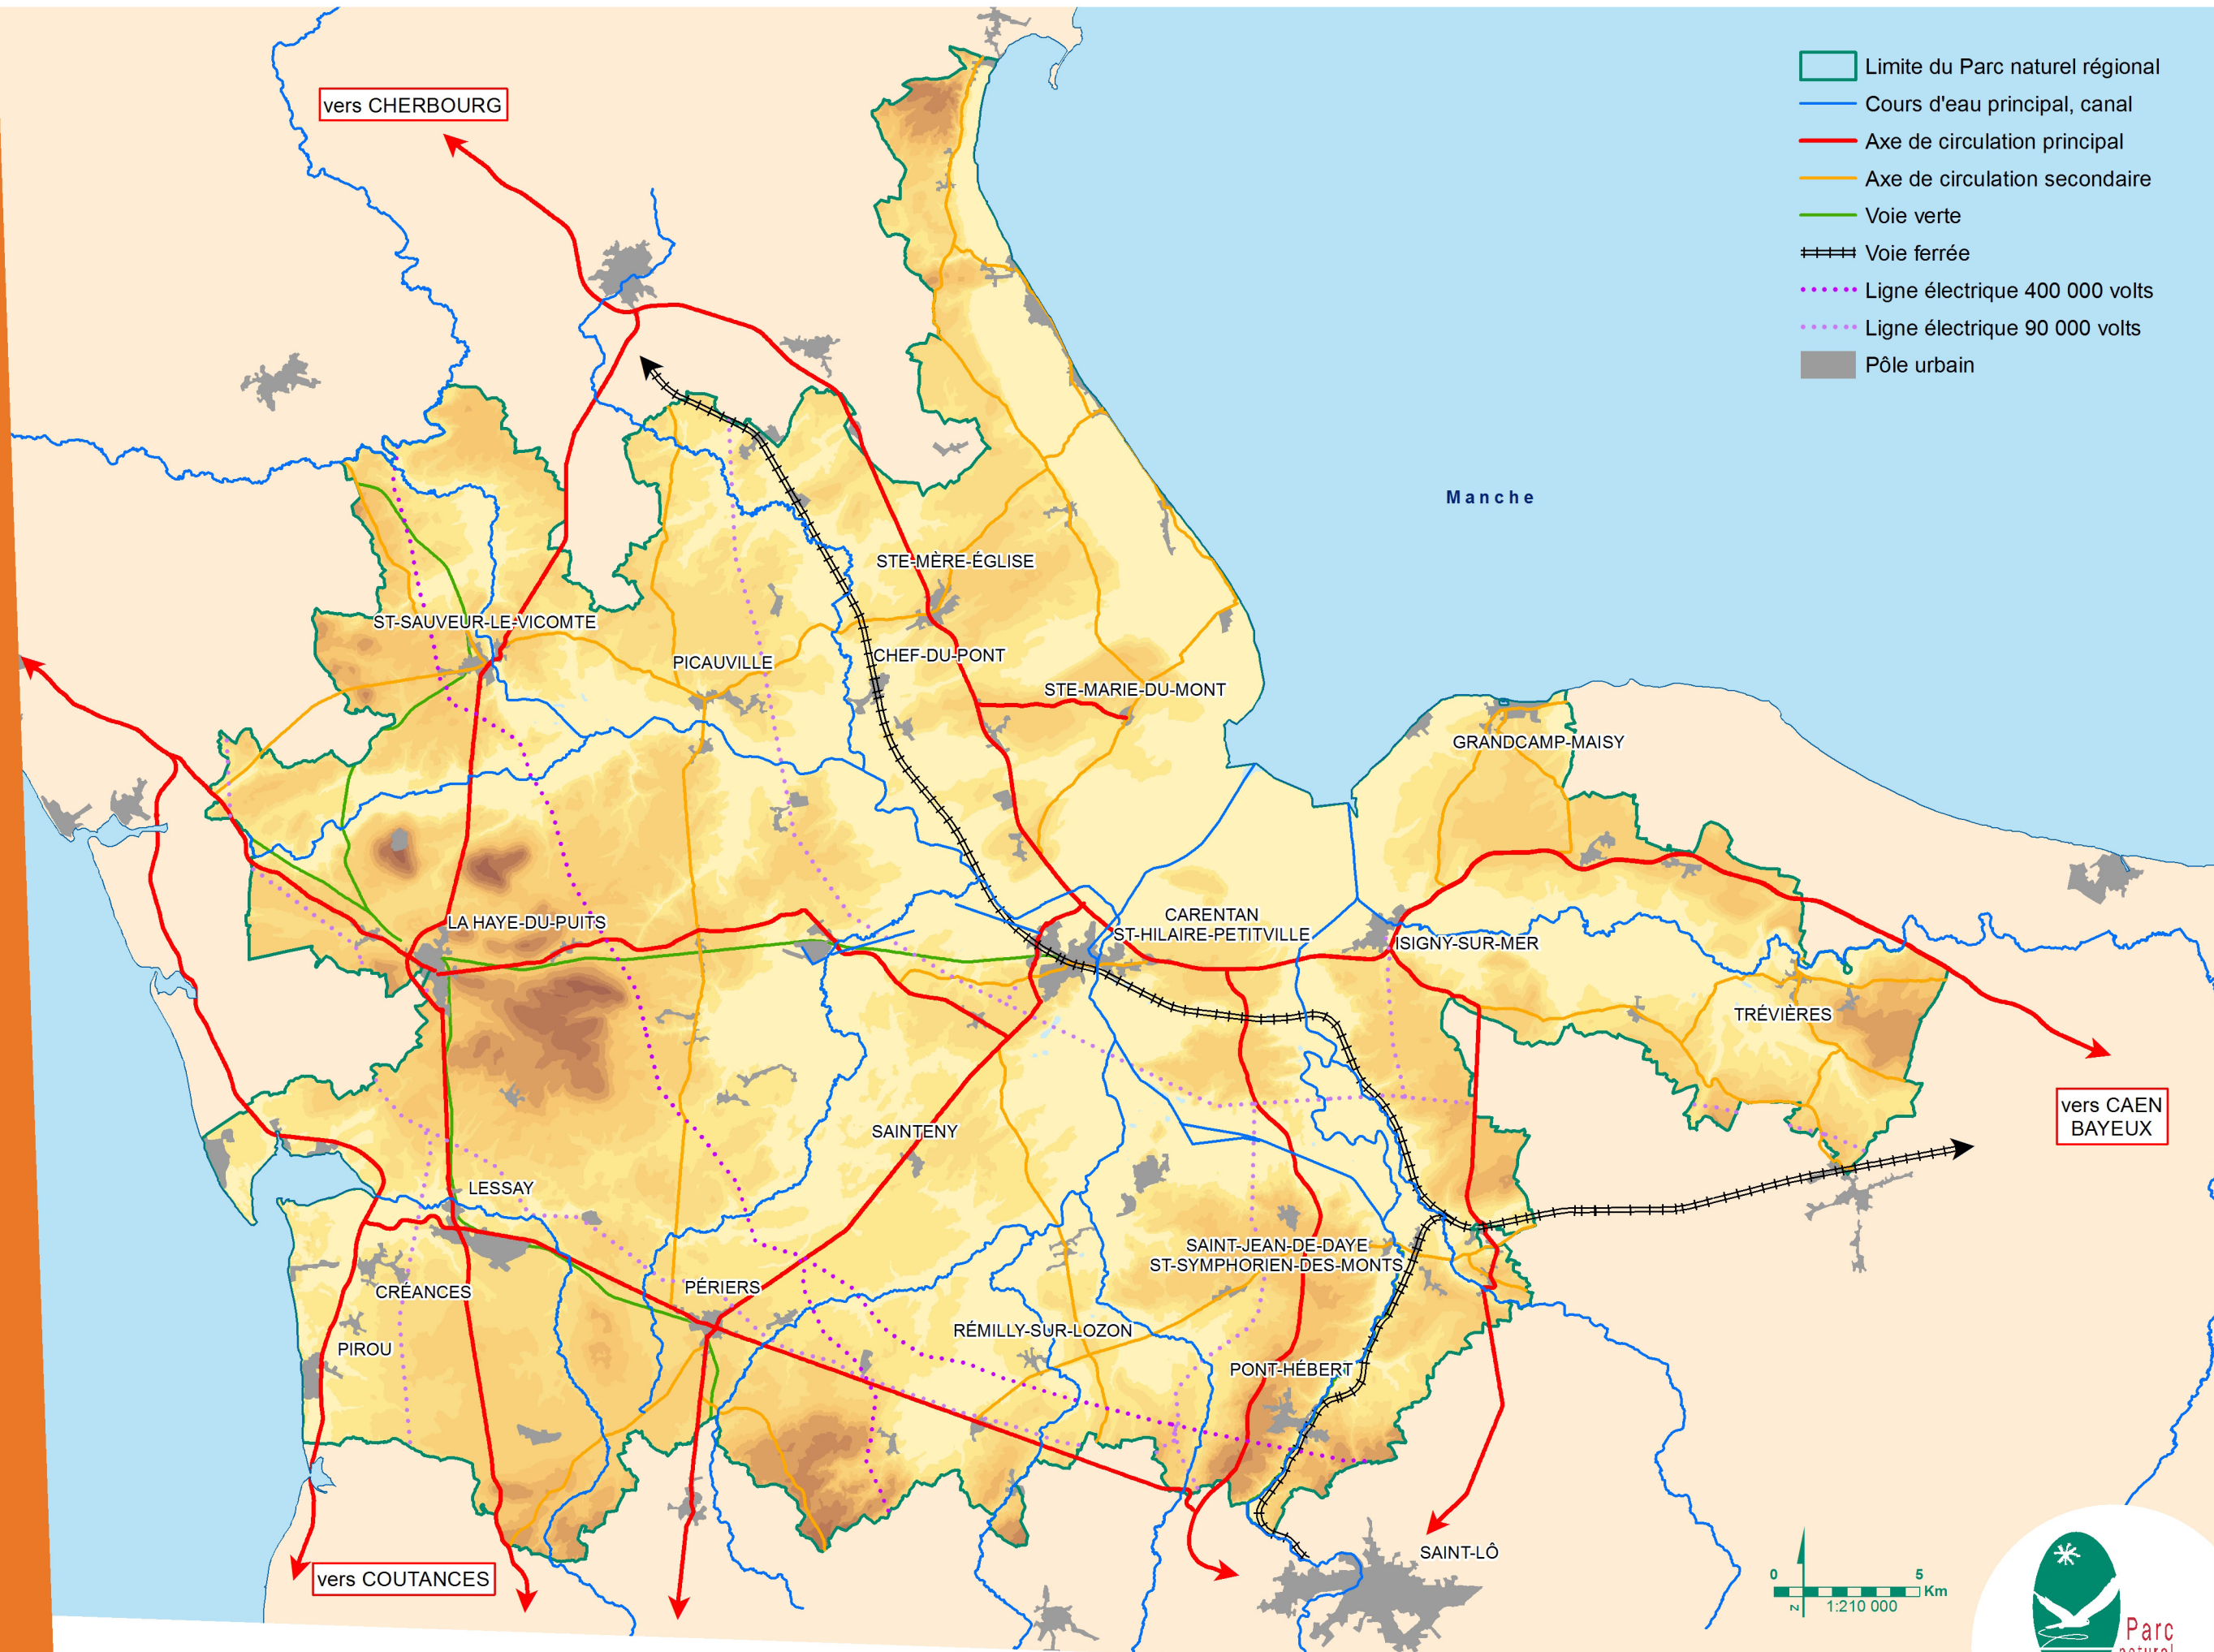 vers CHERBOURG
Limite du Parc naturel régional
Cours d'eau principal, canal
Axe de circulation principal
Axe de circulation secondaire
Voie verte
Voie ferrée
Ligne électrique 400 000 volts
Ligne électrique 90 000 volts
Pôle urbain
Manche
STE-MÈRE-ÉGLISE
ST-SAUVEUR-LE-VICOMTE
CHEF-DU-PONT
PICAUVILLE
STE-MARIE-DU-MONT
GRANDCAMP-MAISY
LA HAYE-DU-PUITS
CARENTAN
ST-HILAIRE-PETITVILLE
ISIGNY-SUR-MER
TRÉVIÈRES
vers CAEN
BAYEUX
SAINTENY
LESSAY
SAINT-JEAN-DE-DAYE
ST-SYMPHORIEN-DES-MONTS
CRÉANCES
PÉRIERS
RÉMILLY-SUR-LOZON
PIROU
PONT-HÉBERT
SAINT-LÔ
vers COUTANCES
0 5
Km
N
1:210 000
Parc
naturel